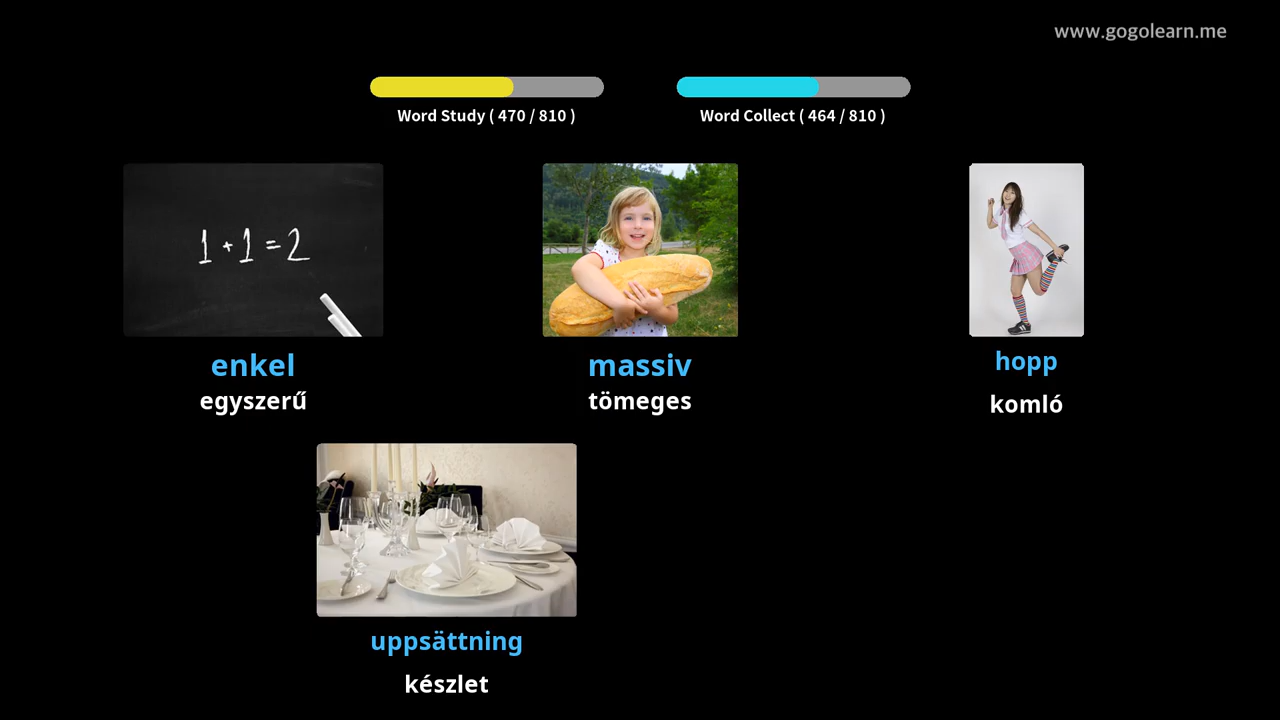 www.gogolearn.me
Word Study ( 470 / 810 )
Word Collect ( 464 / 810 )
1 + 1 = 2
enkel
egyszerű
massiv
tömeges
hopp
komló
uppsättning
készlet